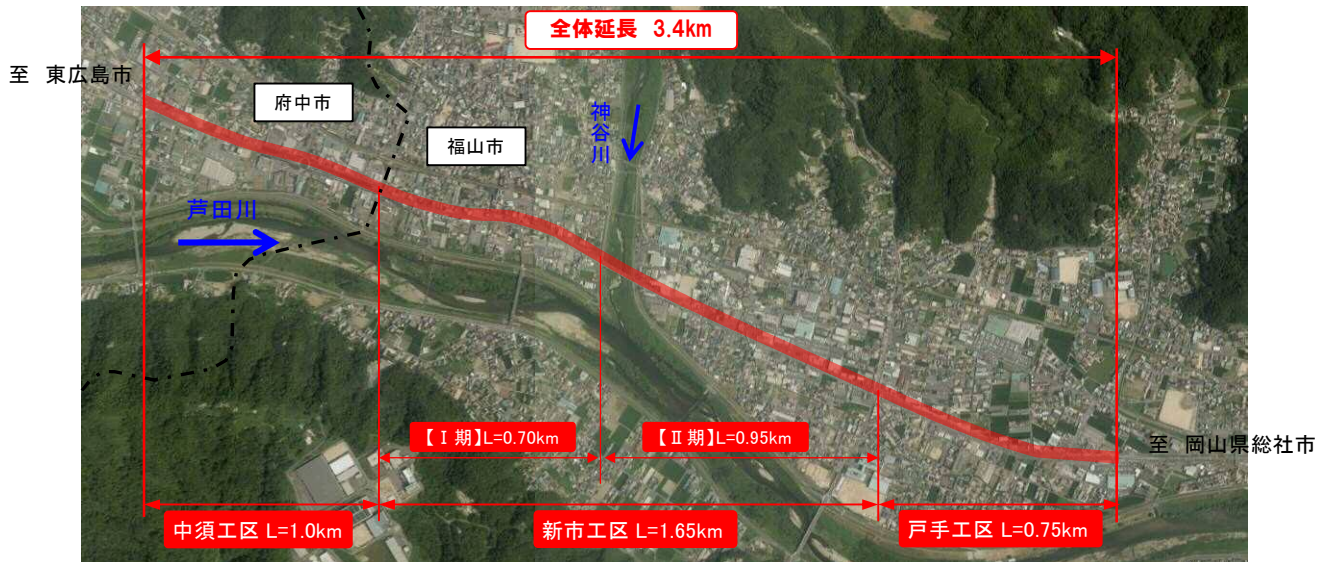 全体延長 3.4km
至 東広島市
府中市
福山市
神谷川
芦田川
【Ⅰ期】L=0.70km
【Ⅱ期】L=0.95km
至 岡山県総社市
中須工区 L=1.0km
新市工区 L=1.65km
戸手工区 L=0.75km